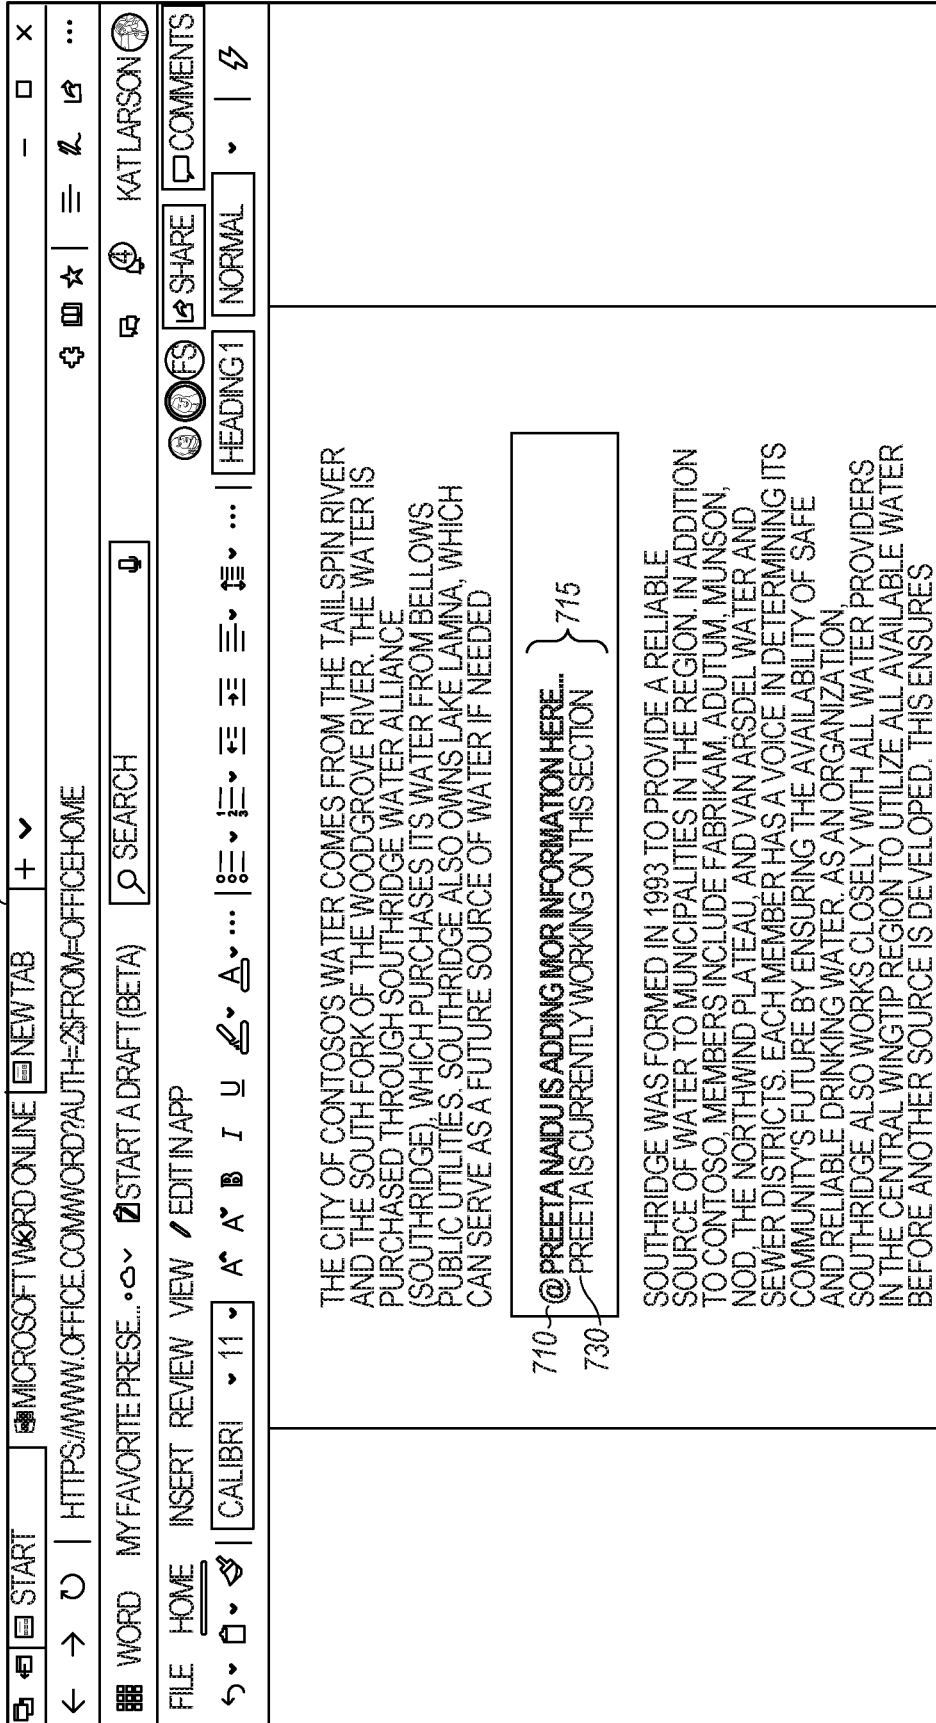 START
MICROSOFT WORD ONLINE
NEW TAB
HTTPS://WWW.OFFICE.COM/WORD?AUTH=2$FROM=OFFICEHOME
WORD MY FAVORITE PRESE... START A DRAFT (BETA) SEARCH 4 KAT LARSON
FILE HOME INSERT REVIEW VIEW EDIT IN APP FS SHARE COMMENTS
CALIBRI 11 A A B I U A HEADING 1 NORMAL
THE CITY OF CONTOSO'S WATER COMES FROM THE TAILSPIN RIVER
AND THE SOUTH FORK OF THE WOODGROVE RIVER. THE WATER IS
PURCHASED THROUGH SOUTHRIDGE WATER ALLIANCE
(SOUTHRIDGE), WHICH PURCHASES ITS WATER FROM BELLOWS
PUBLIC UTILITIES. SOUTHRIDGE ALSO OWNS LAKE LAMNA, WHICH
CAN SERVE AS A FUTURE SOURCE OF WATER IF NEEDED
710 @PREETA NAIDU IS ADDING MOR INFORMATION HERE...
730 PREETA IS CURRENTLY WORKING ON THIS SECTION
715
SOUTHRIDGE WAS FORMED IN 1993 TO PROVIDE A RELIABLE
SOURCE OF WATER TO MUNCIPALITIES IN THE REGION. IN ADDITION
TO CONTOSO, MEMBERS INCLUDE FABRIKAM, ADUTUM, MUNSON,
NOD, THE NORTHWIND PLATEAU, AND VAN ARSDEL WATER AND
SEWER DISTRICTS. EACH MEMBER HAS A VOICE IN DETERMINING ITS
COMMUNITY'S FUTURE BY ENSURING THE AVAILABILITY OF SAFE
AND RELIABLE DRINKING WATER. AS AN ORGANIZATION,
SOUTHRIDGE ALSO WORKS CLOSELY WITH ALL WATER PROVIDERS
IN THE CENTRAL WINGTIP REGION TO UTILIZE ALL AVAILABLE WATER
BEFORE ANOTHER SOURCE IS DEVELOPED. THIS ENSURES